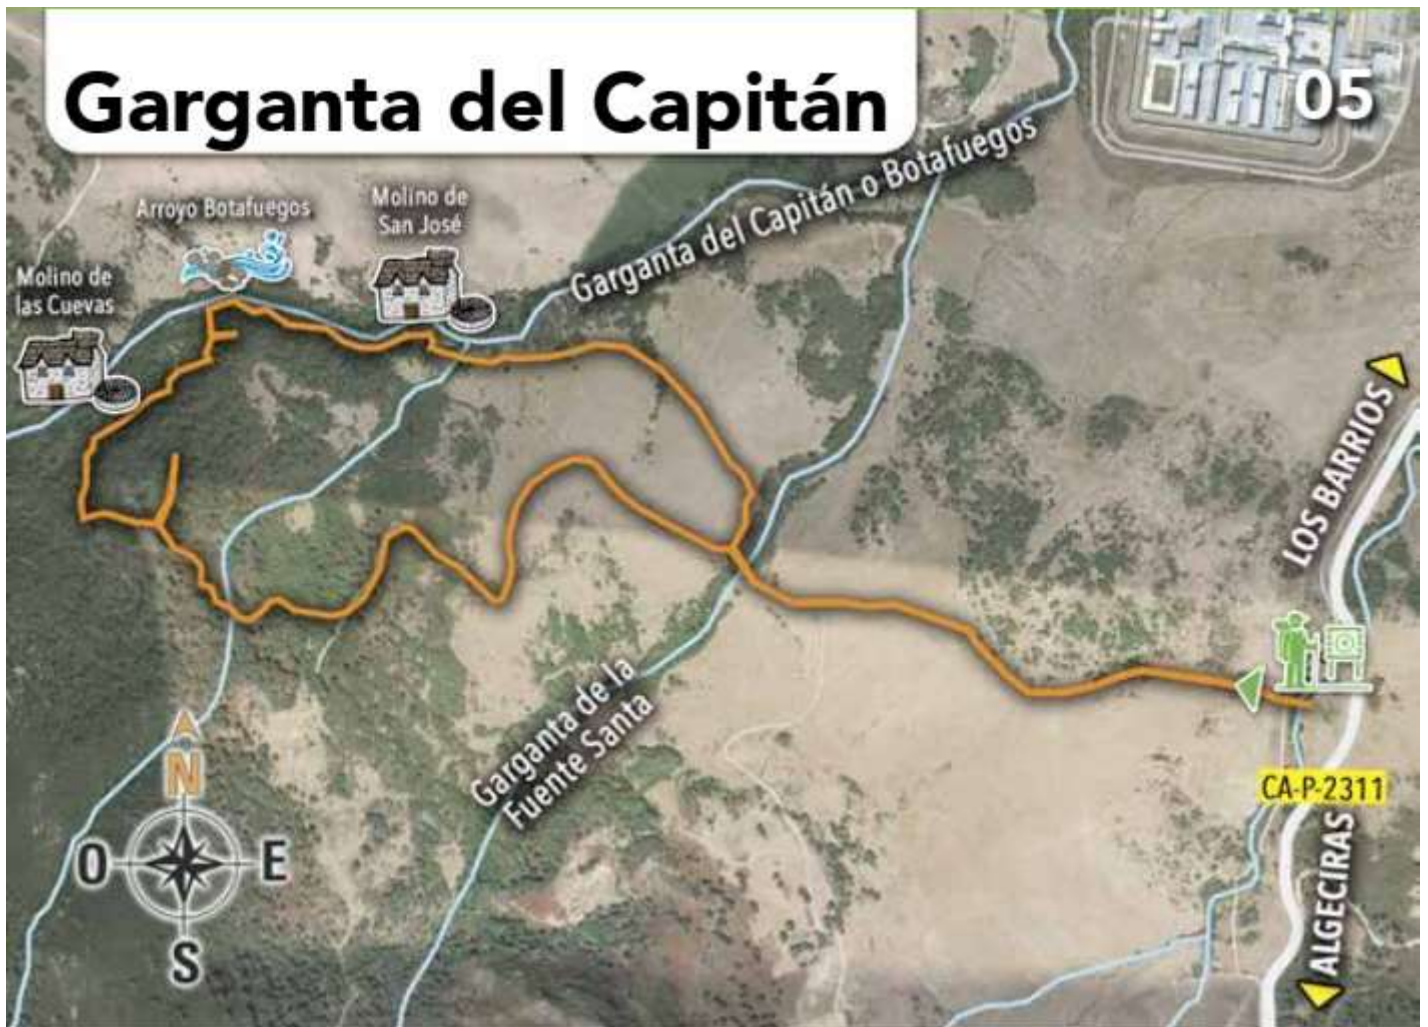 Garganta del Capitán
05
Arroyo Botafuegos
Molino de
San José
Molino de
las Cuevas
Garganta del Capitán o Botafuegos
LOS BARRIOS
Garganta de la
Fuente Santa
CA-P-2311
ALGECIRAS
N
O
E
S